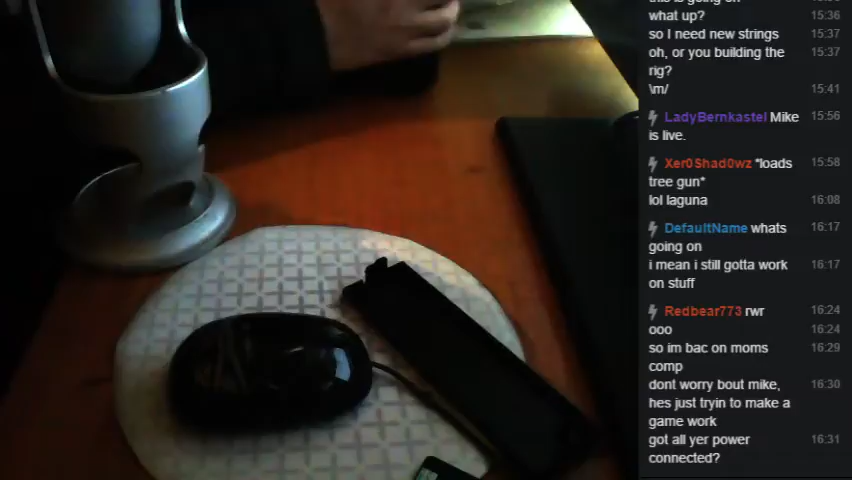 what up? 15:36
so I need new strings 15:37
oh, or you building the 15:37
rig?
\m/ 15:41
LadyBernkastel Mike 15:56
is live.
Xer0Shad0wz *loads 15:58
tree gun*
lol laguna 16:08
DefaultName whats 16:17
going on
i mean i still gotta work 16:17
on stuff
Redbear773 rwr 16:24
ooo 16:24
so im bac on moms 16:29
comp
dont worry bout mike, 16:30
hes just tryin to make a
game work
got all yer power 16:31
connected?